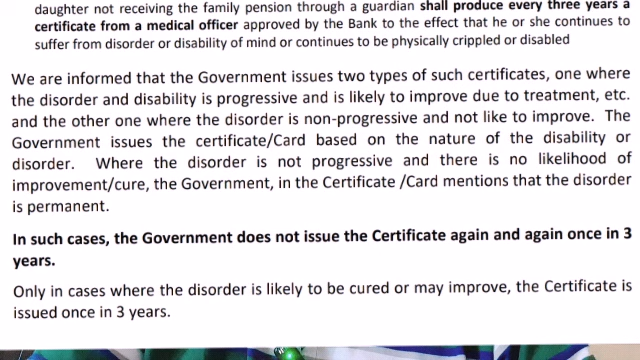 daughter not receiving the family pension through a guardian shall produce every three years a
certificate from a medical officer approved by the Bank to the effect that he or she continues to
suffer from disorder or disability of mind or continues to be physically crippled or disabled
We are informed that the Government issues two types of such certificates, one where
the disorder and disability is progressive and is likely to improve due to treatment, etc.
and the other one where the disorder is non-progressive and not like to improve. The
Government issues the certificate/Card based on the nature of the disability or
disorder. Where the disorder is not progressive and there is no likelihood of
improvement/cure, the Government, in the Certificate /Card mentions that the disorder
is permanent.
In such cases, the Government does not issue the Certificate again and again once in 3
years.
Only in cases where the disorder is likely to be cured or may improve, the Certificate is
issued once in 3 years.